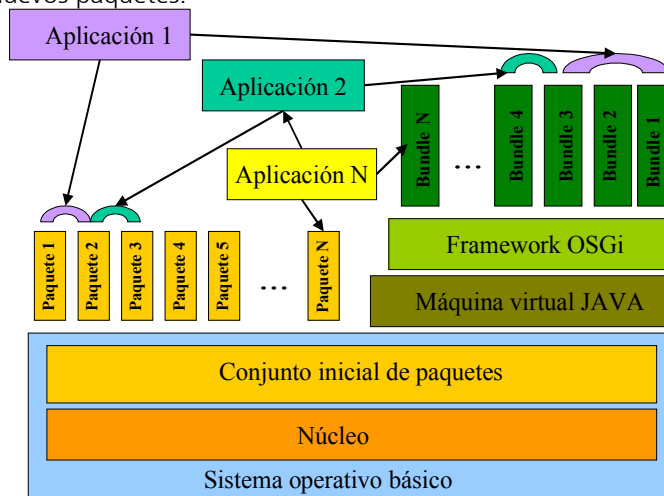 nuevos paquetes.
Aplicación 1
Aplicación 2
Aplicación N
Bundle N
...
Bundle 4
Bundle 3
Bundle 2
Bundle 1
Paquete 1
Paquete 2
Paquete 3
Paquete 4
Paquete 5
...
Paquete N
Framework OSGi
Máquina virtual JAVA
Conjunto inicial de paquetes
Núcleo
Sistema operativo básico